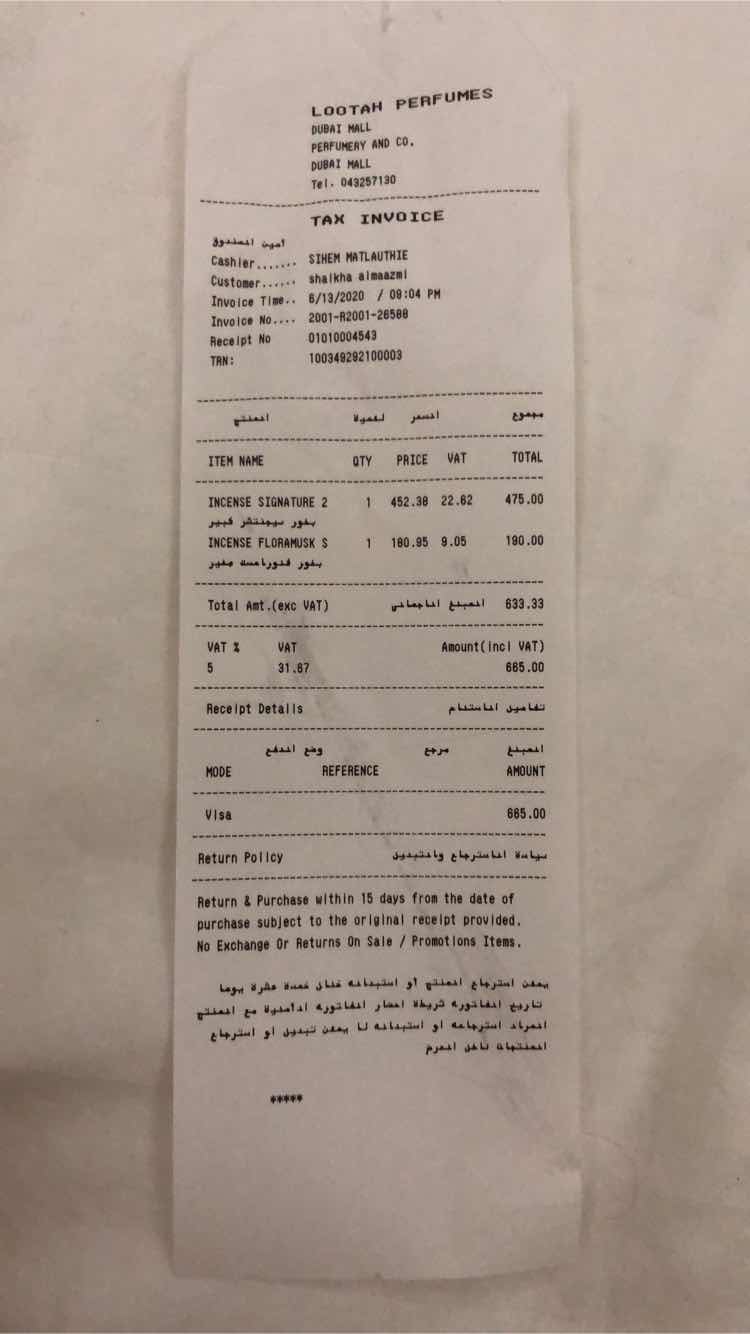 LOOTAH PERFUMES
DUBAI MALL
PERFUMERY AND CO.
DUBAI MALL
Tel. 043257130
TAX INVOICE
أمين الصندوق
Cashier....... SIHEM MATLAUTHIE
Customer...... shaikha almaazmi
Invoice Time.. 6/13/2020 / 09:04 PM
Invoice No.... 2001-R2001-26588
Receipt No 01010004543
TRN: 100349292100003
المنتج الكمية السعر مجموع
ITEM NAME QTY PRICE VAT TOTAL
INCENSE SIGNATURE 2 1 452.38 22.62 475.00
بخور سيجنتشر كبير
INCENSE FLORAMUSK S 1 180.95 9.05 190.00
بخور فلورامسك صغير
Total Amt.(exc VAT) المبلغ الاجمالي 633.33
VAT % VAT Amount(incl VAT)
5 31.67 665.00
Receipt Details تفاصيل الاستلام
وضع الدفع مرجع المبلغ
MODE REFERENCE AMOUNT
Visa 665.00
Return Policy سياسة الاسترجاع والتبديل
Return & Purchase within 15 days from the date of
purchase subject to the original receipt provided.
No Exchange Or Returns On Sale / Promotions Items.
يمكن استرجاع المنتج أو استبداله خلال خمسة عشرة يوما
تاريخ الفاتورة شريطة احضار الفاتورة الأصلية مع المنتج
المراد استرجاعه او استبداله لا يمكن تبديل او استرجاع
المنتجات داخل
*****